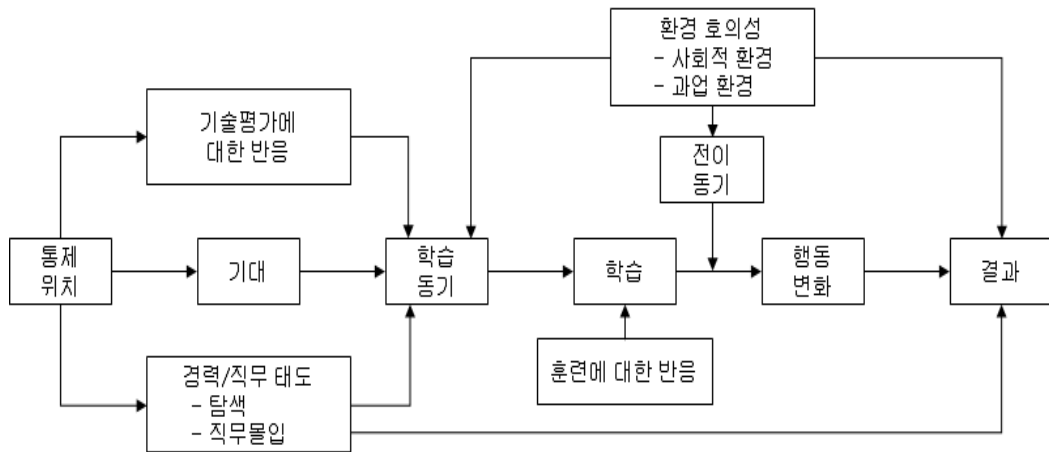 환경 호의성
- 사회적 환경
- 과업 환경
기술평가에
대한 반응
전이
동기
통제
위치
기대
학습
동기
학습
행동
변화
결과
경력/직무 태도
- 탐색
- 직무몰입
훈련에 대한 반응